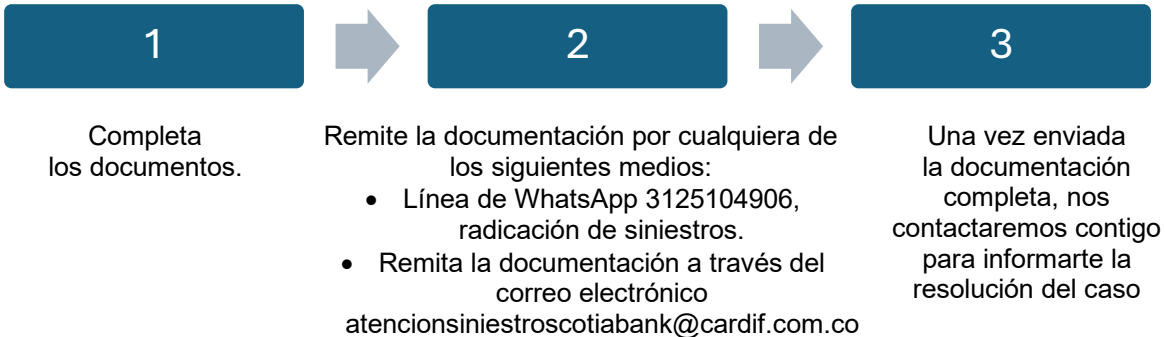 1
2
3
Completa
los documentos.
Remite la documentación por cualquiera de
los siguientes medios:
• Línea de WhatsApp 3125104906,
radicación de siniestros.
• Remita la documentación a través del
correo electrónico
atencionsiniestroscotiabank@cardif.com.co
Una vez enviada
la documentación
completa, nos
contactaremos contigo
para informarte la
resolución del caso